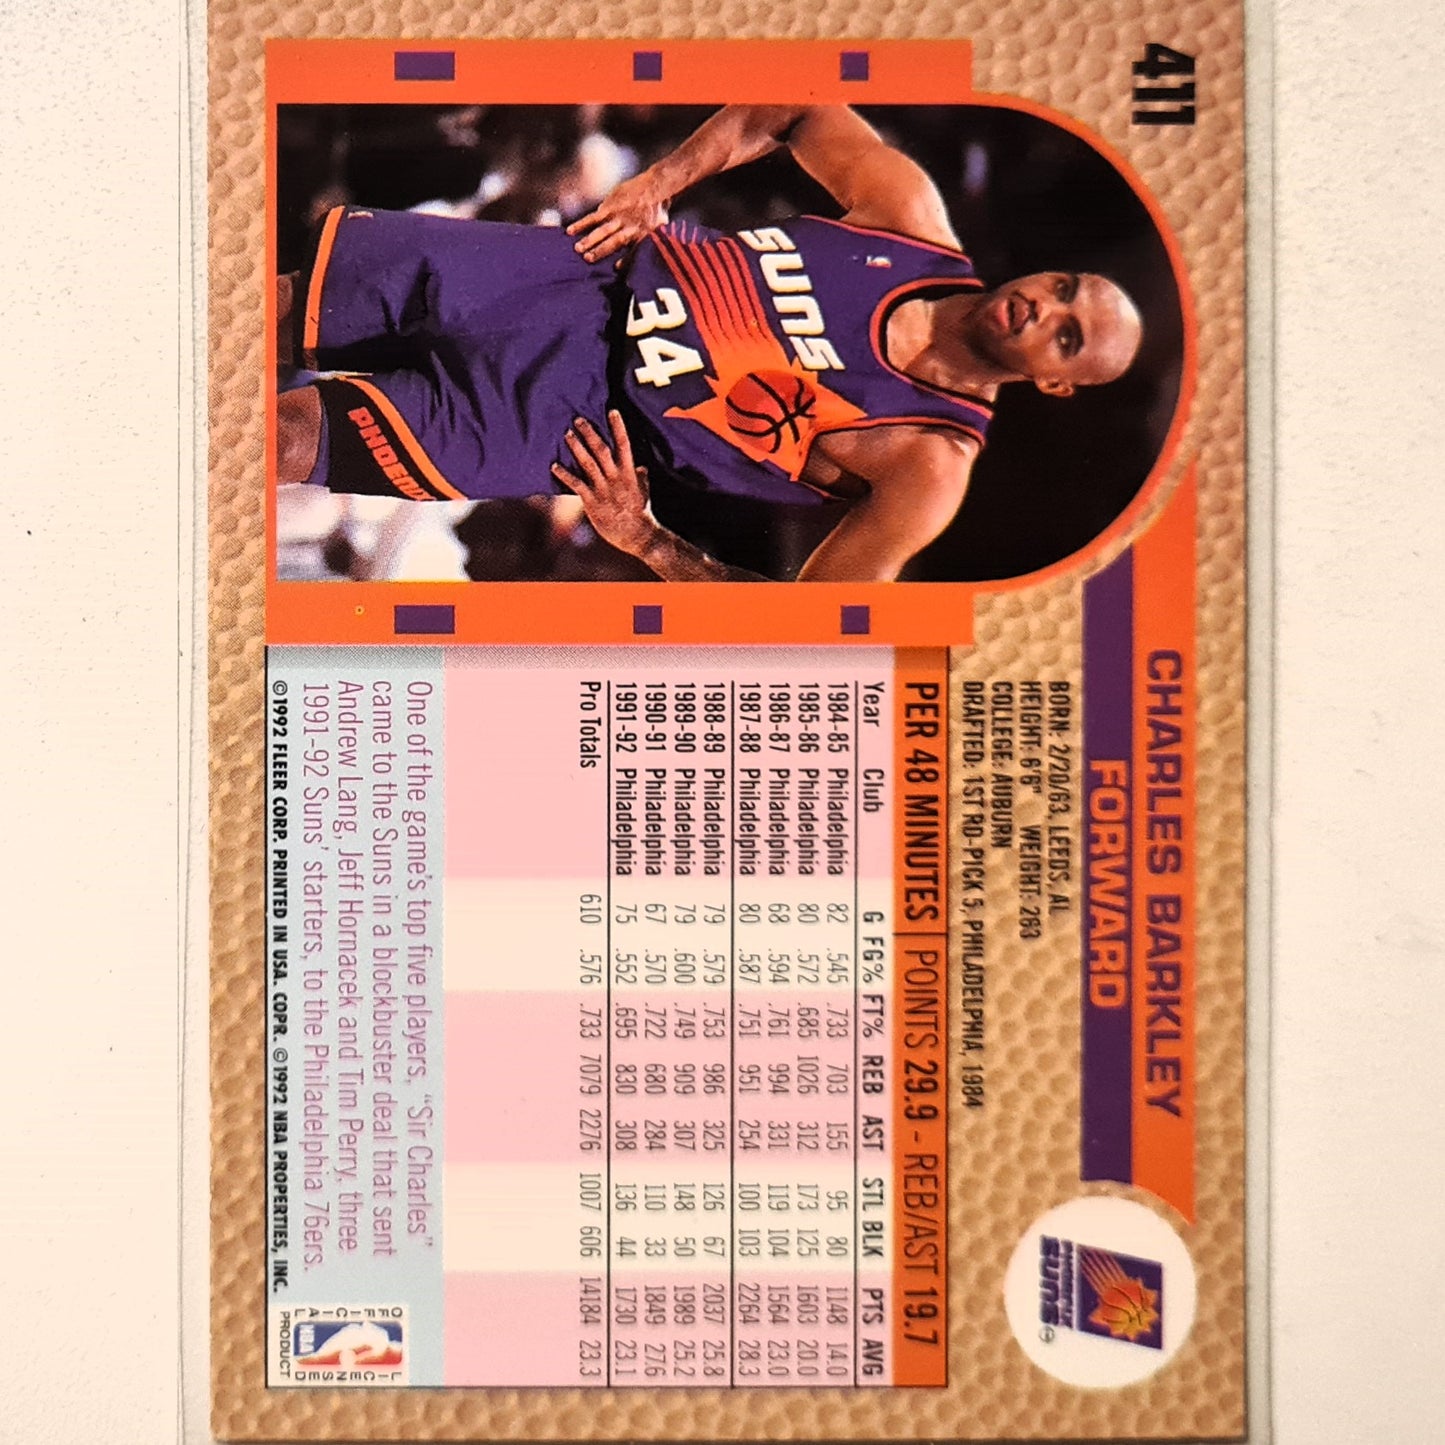 411
CHARLES BARKLEY
FORWARD
BORN: 2/20/63, LEEDS, AL
HEIGHT: 6'6" WEIGHT: 263
COLLEGE: AUBURN
DRAFTED: 1ST RD-PICK 5, PHILADELPHIA, 1984
PHOENIX
SUNS
SUNS
34
PHOENIX
PER 48 MINUTES POINTS 29.9 - REB/AST 19.7
Year Club G FG% FT% REB AST STL BLK PTS AVG
1984-85 Philadelphia 82 .545 .733 703 155 95 80 1148 14.0
1985-86 Philadelphia 80 .572 .685 1026 312 173 125 1603 20.0
1986-87 Philadelphia 68 .594 .761 994 331 119 104 1564 23.0
1987-88 Philadelphia 80 .587 .751 951 254 100 103 2264 28.3
1988-89 Philadelphia 79 .579 .753 986 325 126 67 2037 25.8
1989-90 Philadelphia 79 .600 .749 909 307 148 50 1989 25.2
1990-91 Philadelphia 67 .570 .722 680 284 110 33 1849 27.6
1991-92 Philadelphia 75 .552 .695 830 308 136 44 1730 23.1
Pro Totals 610 .576 .733 7079 2276 1007 606 14184 23.3
One of the game's top five players, "Sir Charles"
came to the Suns in a blockbuster deal that sent
Andrew Lang, Jeff Hornacek and Tim Perry, three
1991-92 Suns' starters, to the Philadelphia 76ers.
©1992 FLEER CORP. PRINTED IN USA. COPR. ©1992 NBA PROPERTIES, INC.
OFFICIAL
LICENSED
NBA
PRODUCT